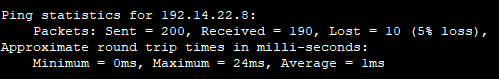 Ping statistics for 192.14.22.8:
    Packets: Sent = 200, Received = 190, Lost = 10 (5% loss),
Approximate round trip times in milli-seconds:
    Minimum = 0ms, Maximum = 24ms, Average = 1ms